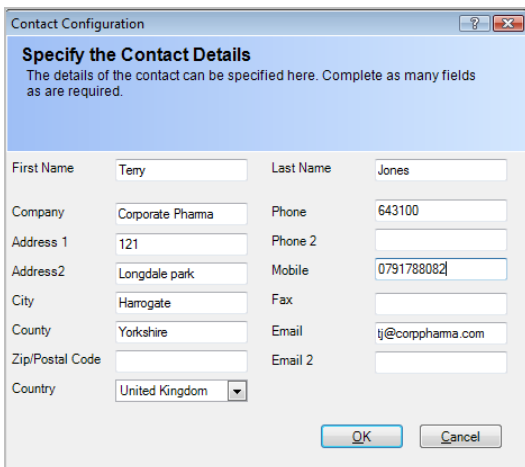 Contact Configuration
Specify the Contact Details
The details of the contact can be specified here. Complete as many fields
as are required.
First Name Terry Last Name Jones
Company Corporate Pharma Phone 643100
Address 1 121 Phone 2
Address2 Longdale park Mobile 0791788082
City Harrogate Fax
County Yorkshire Email tj@corppharma.com
Zip/Postal Code Email 2
Country United Kingdom
OK Cancel